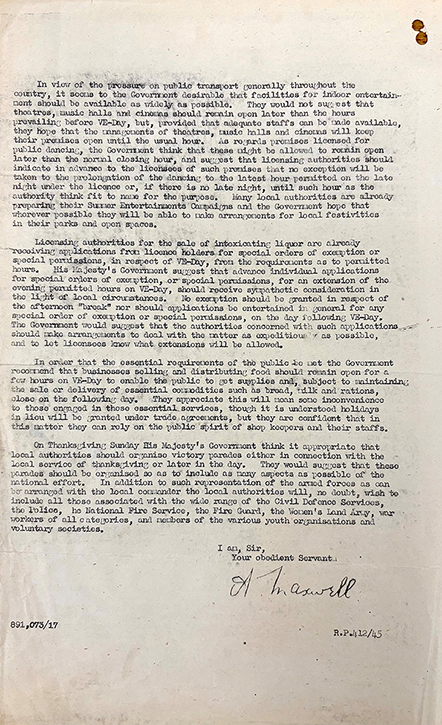 In view of the pressure on public transport generally throughout the
country, it seems to the Government desirable that facilities for indoor entertain-
ment should be available as widely as possible. They would not suggest that
theatres, music halls and cinemas should remain open later than the hours
prevailing before VE-Day, but, provided that adequate staffs can be made available,
they hope that the managements of theatres, music halls and cinemas will keep
their premises open until the usual hour. As regards premises licensed for
public dancing, the Government think that these might be allowed to remain open
later than the normal closing hour, and suggest that licensing authorities should
indicate in advance to the licensees of such premises that no exception will be
taken to the prolongation of the dancing to the latest hour permitted on the late
night under the licence or, if there is no late night, until such hour as the
authority think fit to name for the purpose. Many local authorities are already
preparing their Summer Entertainments Campaigns and the Government hope that
wherever possible they will be able to make arrangements for local festivities
in their parks and open spaces.
Licensing authorities for the sale of intoxicating liquor are already
receiving applications from licence holders for special orders of exemption or
special permissions, in respect of VE-Day, from the requirements as to permitted
hours. His Majesty's Government suggest that advance individual applications
for special orders of exemption, or special permissions, for an extension of the
evening permitted hours on VE-Day, should receive sympathetic consideration in
the light of local circumstances. No exemption should be granted in respect of
the afternoon "break" nor should applications be entertained in general for any
special order of exemption or special permission, on the day following VE-Day.
The Government would suggest that the authorities concerned with such applications
should make arrangements to deal with the matter as expeditiously as possible,
and to let licensees know what extensions will be allowed.
In order that the essential requirements of the public be met the Government
recommend that businesses selling and distributing food should remain open for a
few hours on VE-Day to enable the public to get supplies and, subject to maintaining
the sale or delivery of essential commodities such as bread, milk and rations,
close on the following day. They appreciate this will mean some inconvenience
to those engaged in these essential services, though it is understood holidays
in lieu will be granted under trade agreements, but they are confident that in
this matter they can rely on the public spirit of shop keepers and their staffs.
On Thanksgiving Sunday His Majesty's Government think it appropriate that
local authorities should organise victory parades either in connection with the
local service of thanksgiving or later in the day. They would suggest that these
parades should be organised so as to include as many aspects as possible of the
national effort. In addition to such representation of the armed forces as can
be arranged with the local commander the local authorities will, no doubt, wish to
include all those associated with the wide range of the Civil Defence Services,
the Police, he National Fire Service, the Fire Guard, the Women's Land Army, war
workers of all categories, and members of the various youth organisations and
voluntary societies.
I am, Sir,
Your obedient Servant
A Maxwell
891,073/17
R.P.412/45